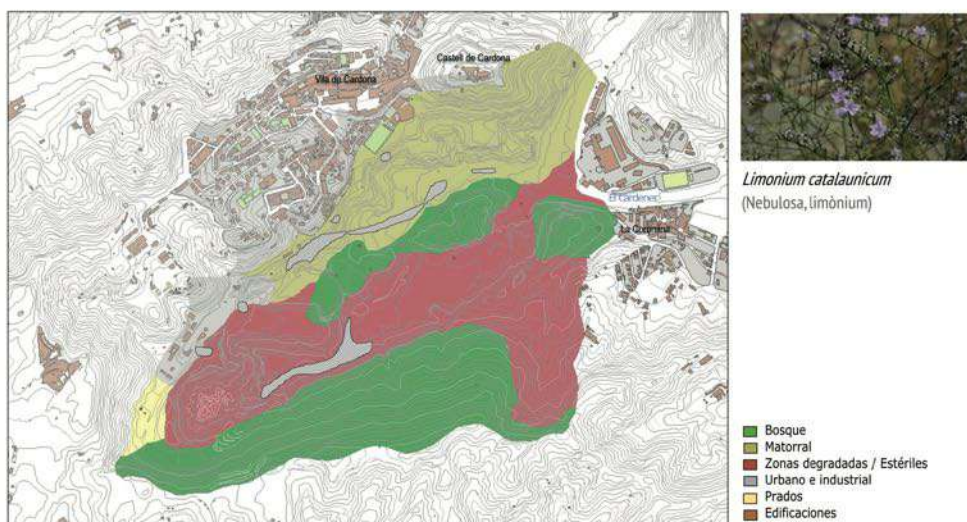 Vila de Cardona
Castell de Cardona
El Cardener
La Coromina
Limonium catalaunicum
(Nebulosa, limònium)
Bosque
Matorral
Zonas degradadas / Estériles
Urbano e industrial
Prados
Edificaciones